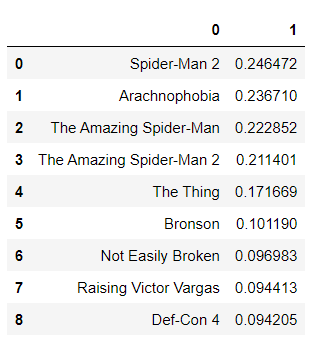 0 1
0 Spider-Man 2 0.246472
1 Arachnophobia 0.236710
2 The Amazing Spider-Man 0.222852
3 The Amazing Spider-Man 2 0.211401
4 The Thing 0.171669
5 Bronson 0.101190
6 Not Easily Broken 0.096983
7 Raising Victor Vargas 0.094413
8 Def-Con 4 0.094205